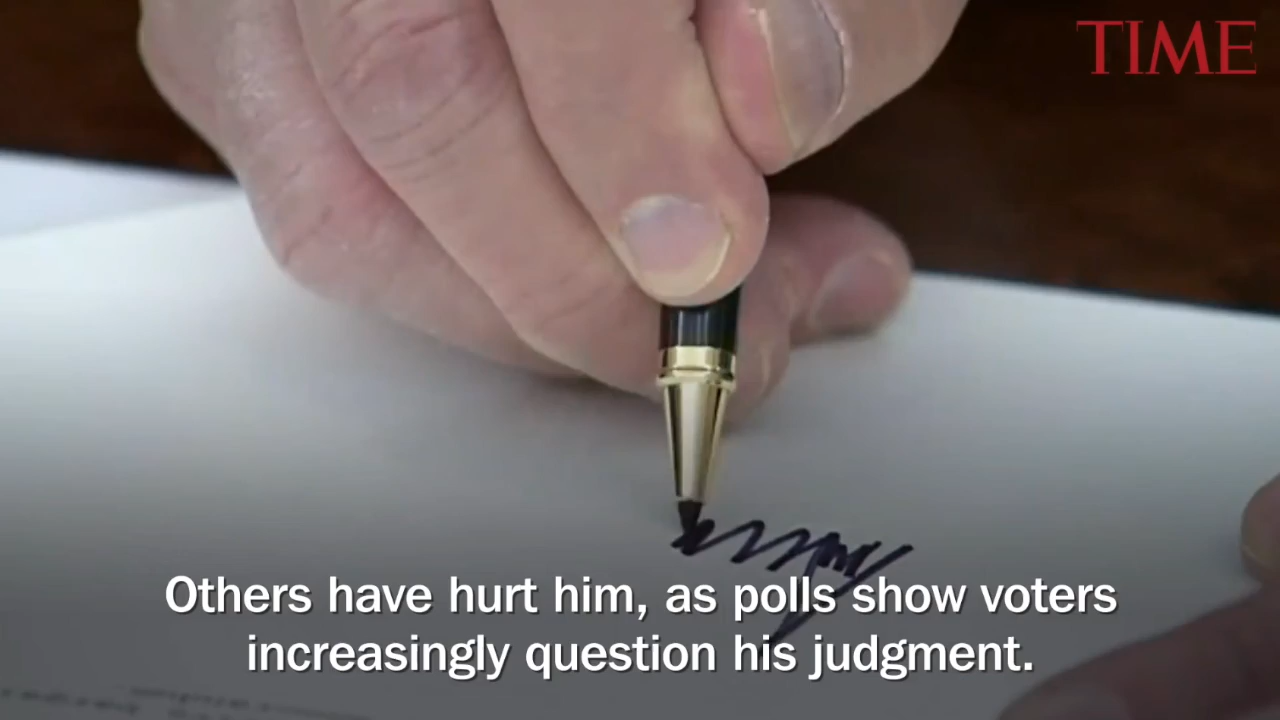 TIME
Others have hurt him, as polls show voters
increasingly question his judgment.